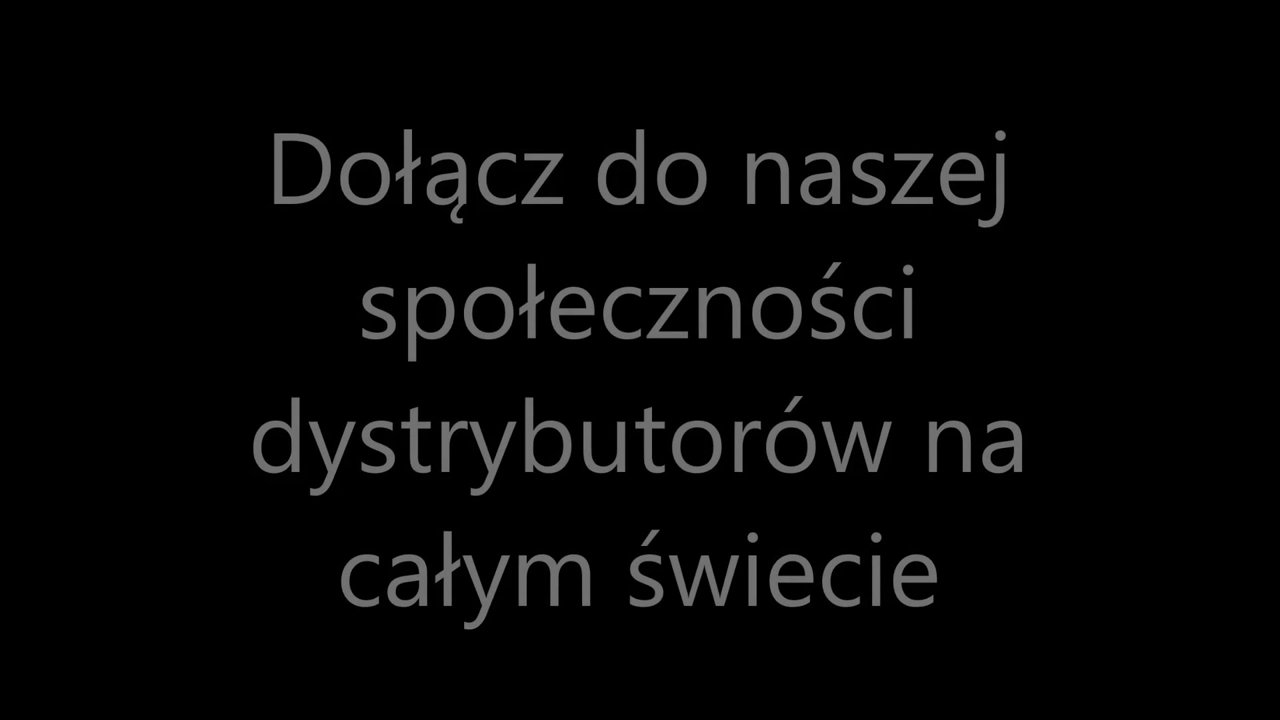 Dołącz do naszej
społeczności
dystrybutorów na
całym świecie